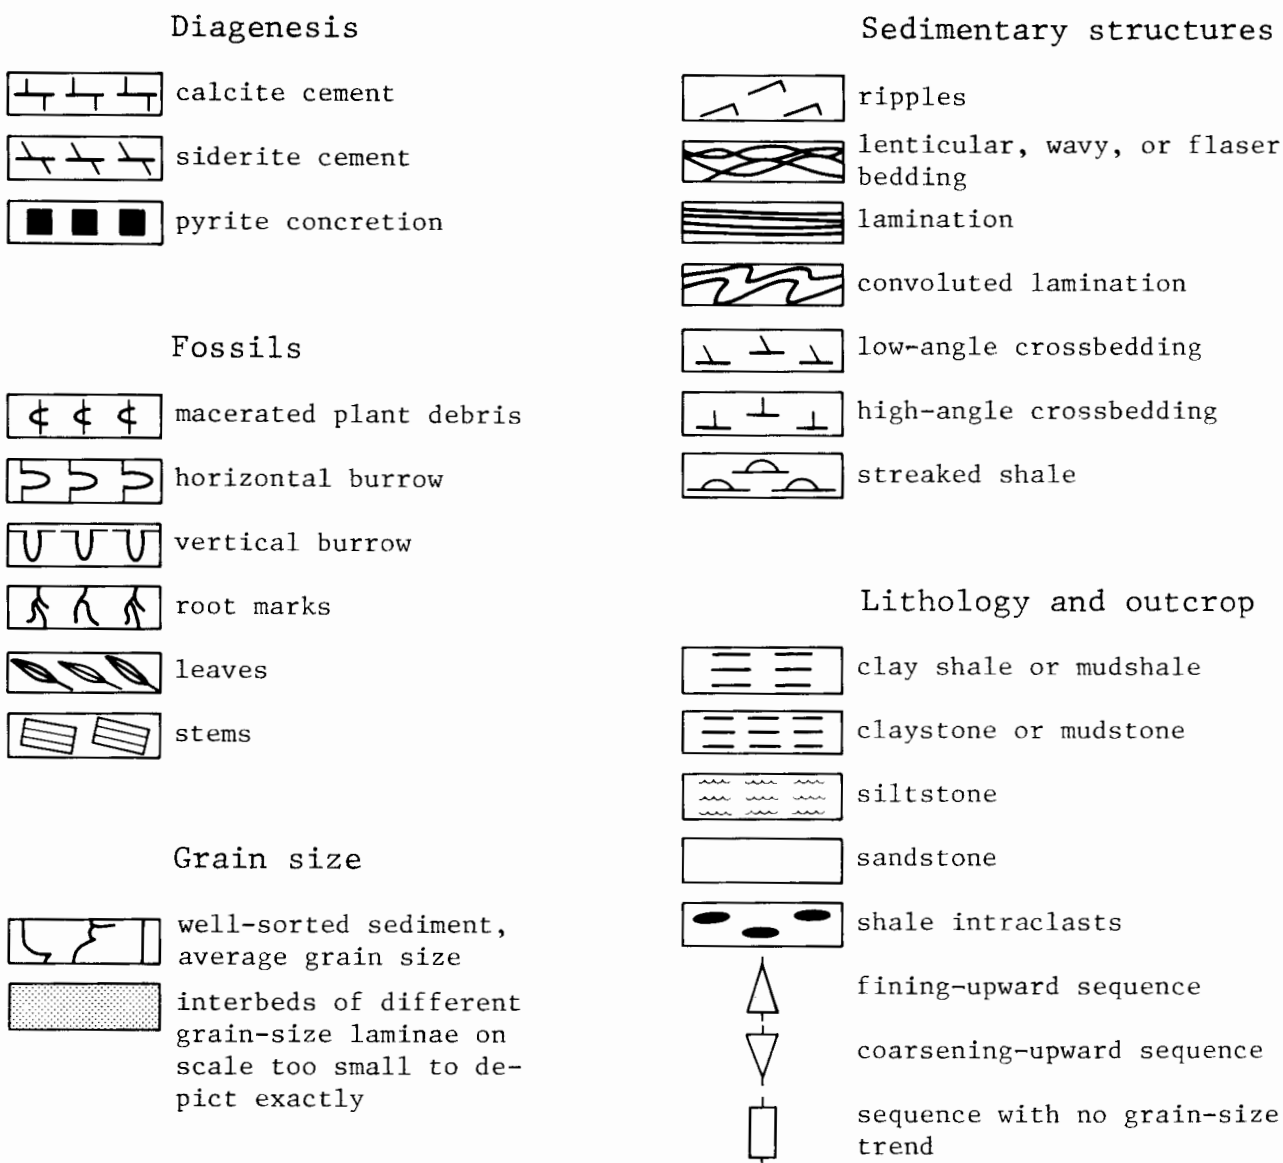 Diagenesis
calcite cement
siderite cement
pyrite concretion
Fossils
macerated plant debris
horizontal burrow
vertical burrow
root marks
leaves
stems
Grain size
well-sorted sediment,
average grain size
interbeds of different
grain-size laminae on
scale too small to de-
pict exactly
Sedimentary structures
ripples
lenticular, wavy, or flaser
bedding
lamination
convoluted lamination
low-angle crossbedding
high-angle crossbedding
streaked shale
Lithology and outcrop
clay shale or mudshale
claystone or mudstone
siltstone
sandstone
shale intraclasts
fining-upward sequence
coarsening-upward sequence
sequence with no grain-size
trend